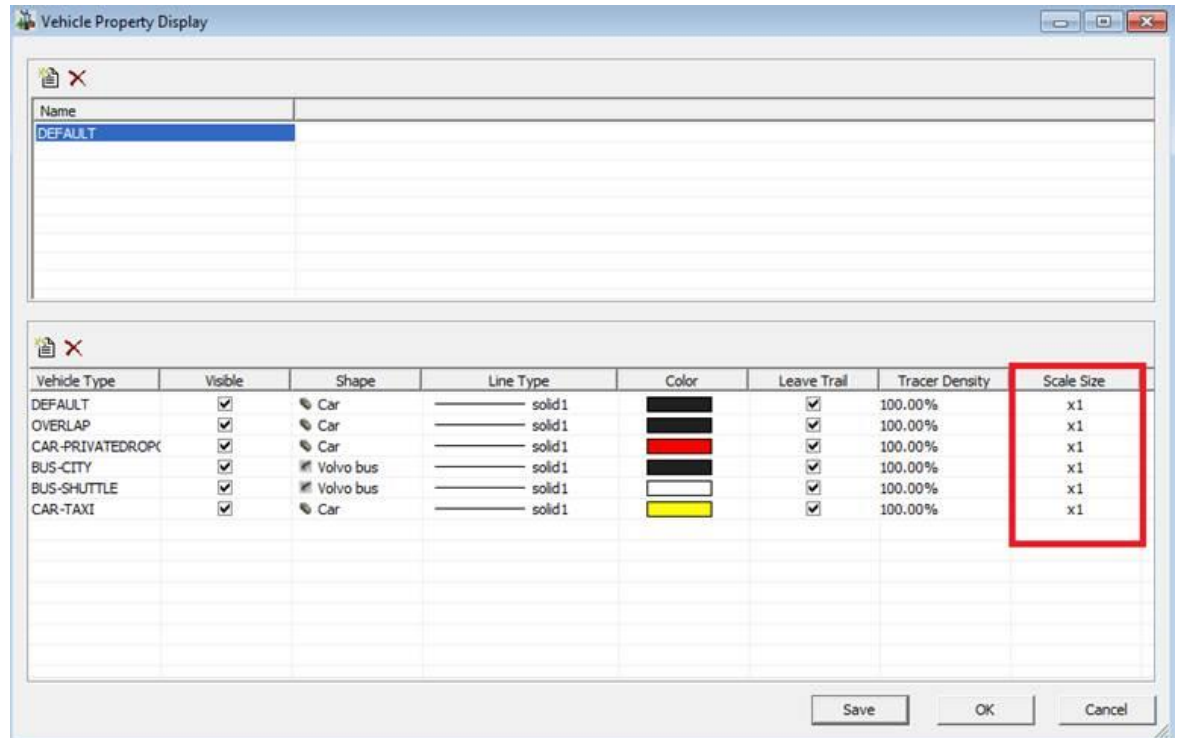 Vehicle Property Display
Name
DEFAULT
Vehicle Type Visible Shape Line Type Color Leave Trail Tracer Density Scale Size
DEFAULT Car solid1 100.00% x1
OVERLAP Car solid1 100.00% x1
CAR-PRIVATEDROP( Car solid1 100.00% x1
BUS-CITY Volvo bus solid1 100.00% x1
BUS-SHUTTLE Volvo bus solid1 100.00% x1
CAR-TAXI Car solid1 100.00% x1
Save OK Cancel